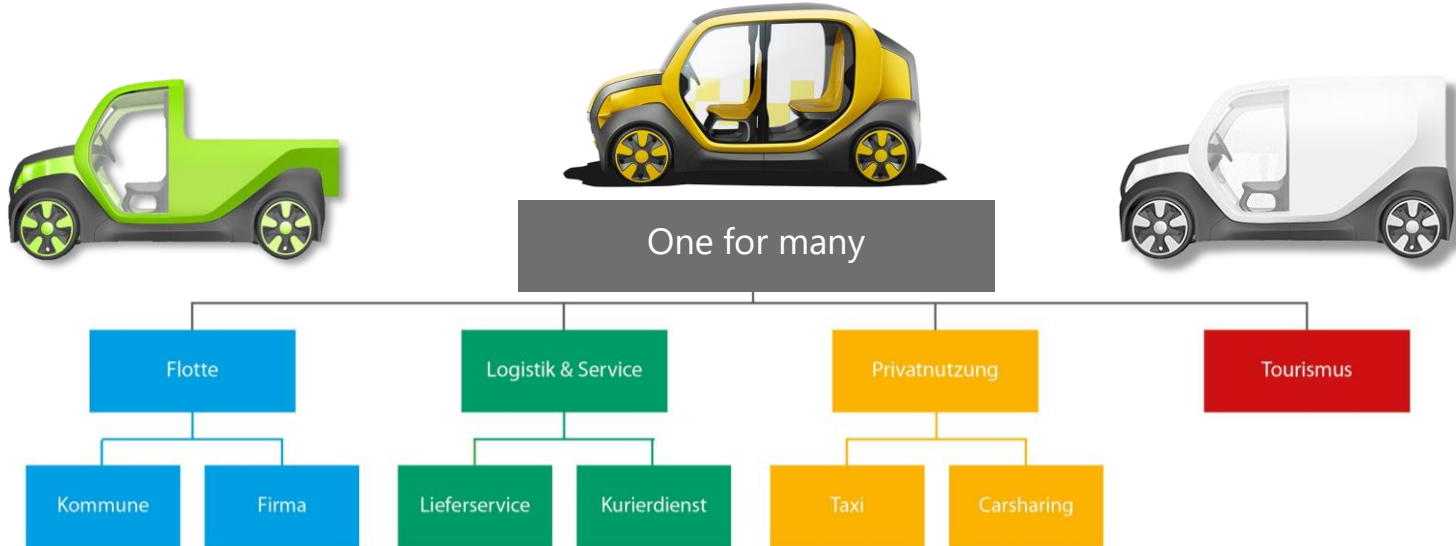 One for many
Flotte
Logistik & Service
Privatnutzung
Tourismus
Kommune
Firma
Lieferservice
Kurierdienst
Taxi
Carsharing